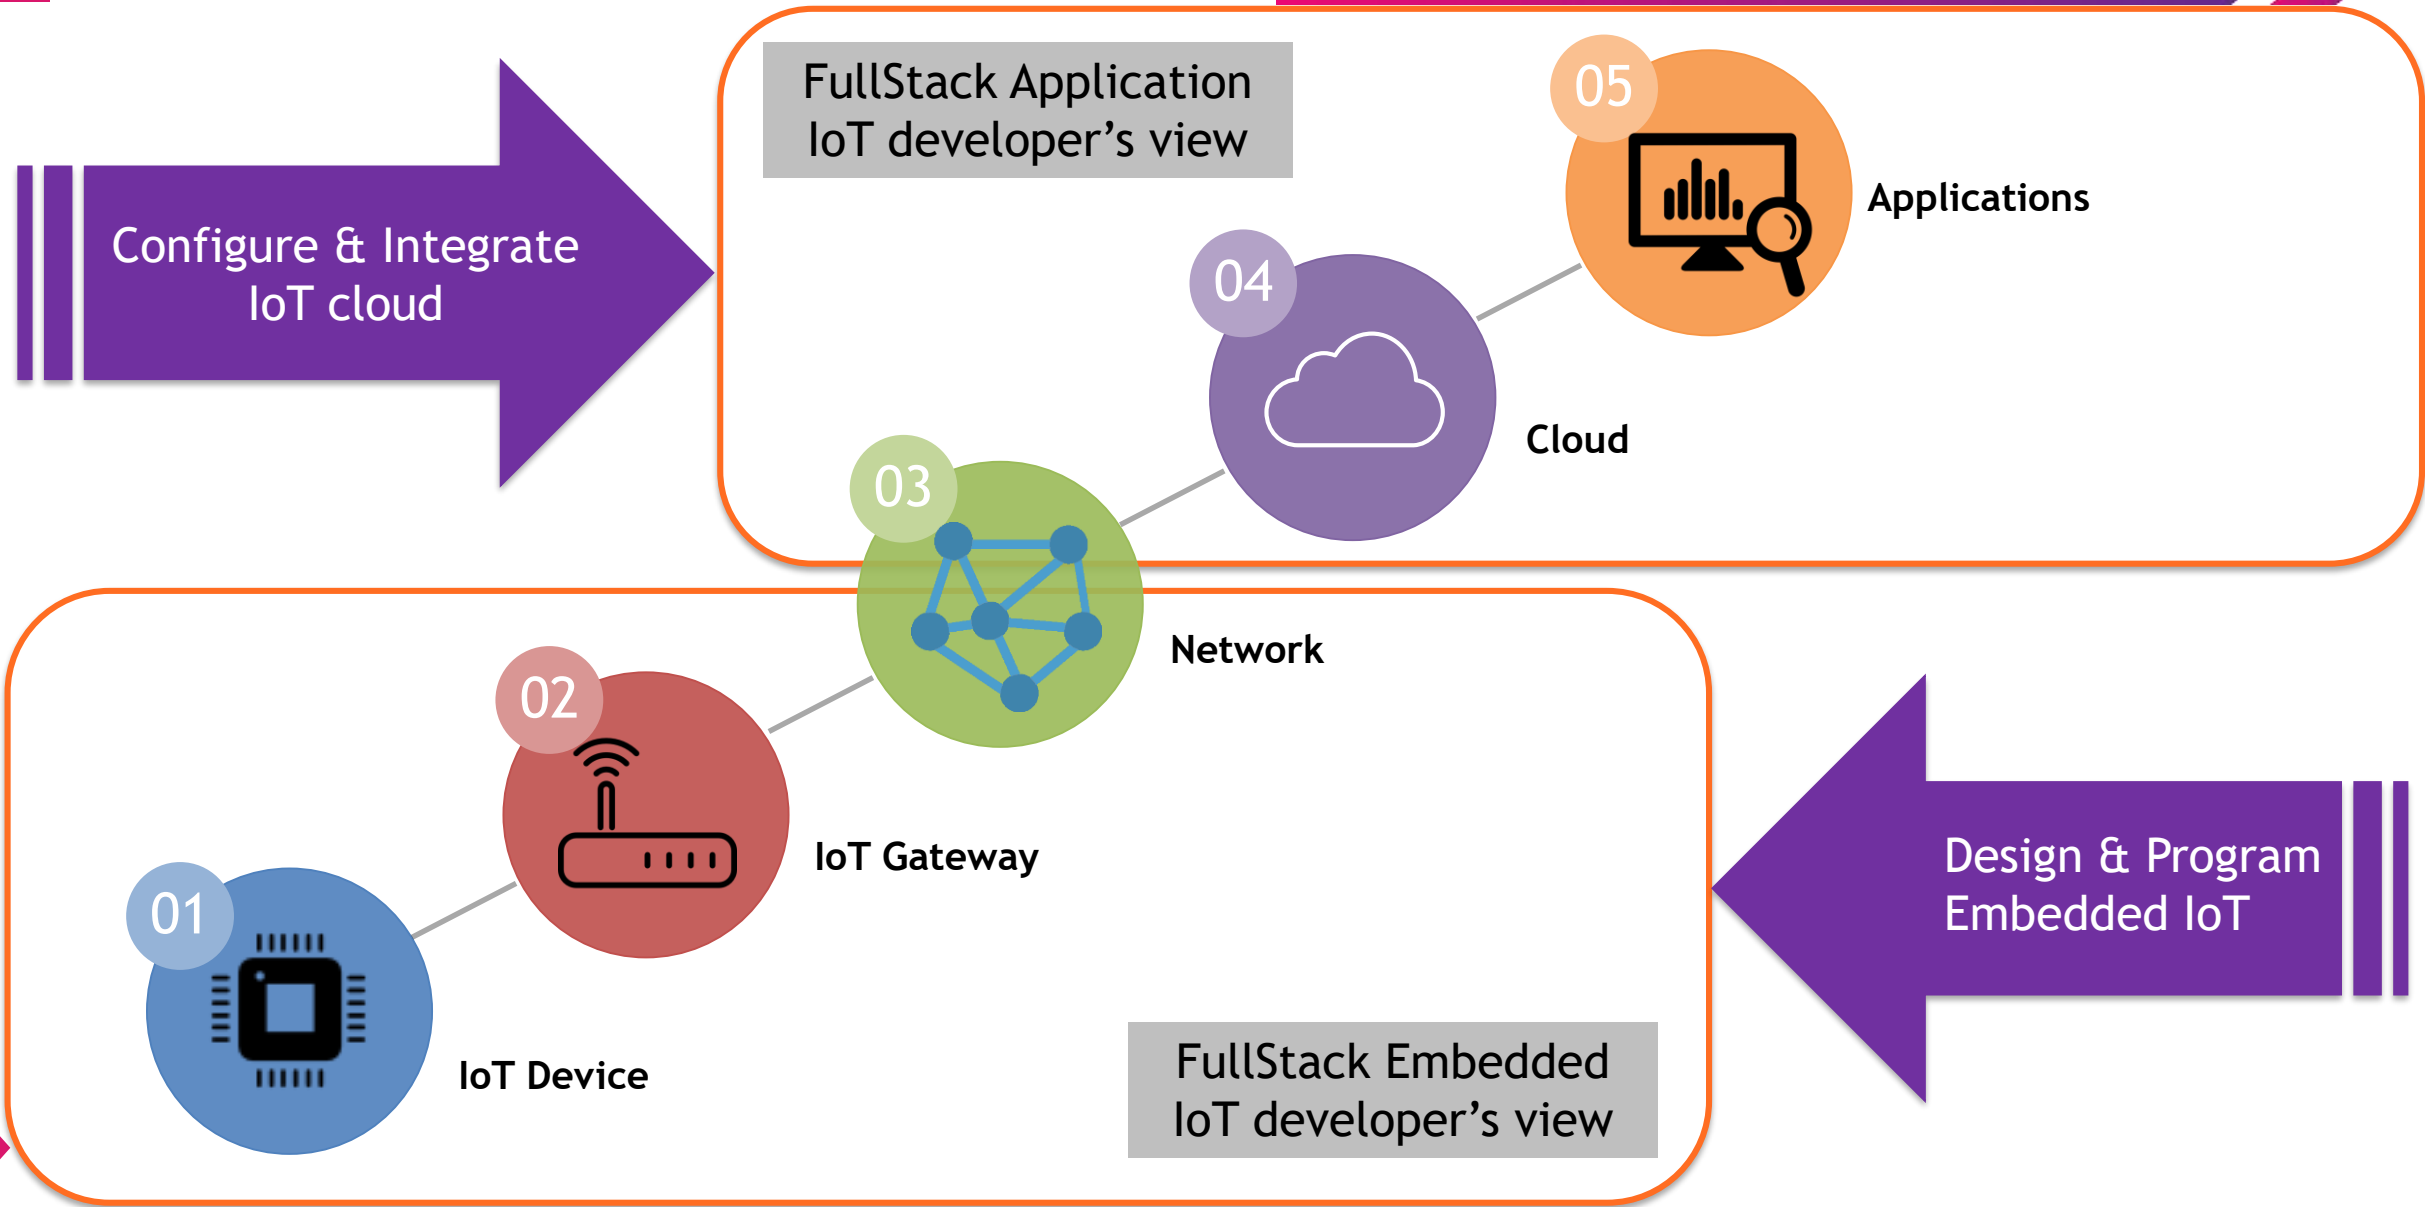 FullStack Application
IoT developer’s view
05
Applications
Configure & Integrate
IoT cloud
04
Cloud
03
Network
02
IoT Gateway
01
IoT Device
Design & Program
Embedded IoT
FullStack Embedded
IoT developer’s view